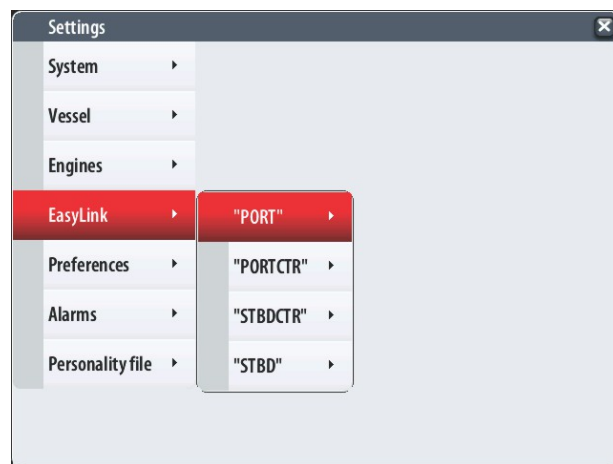 Settings
System
Vessel
Engines
EasyLink
Preferences
Alarms
Personality file
"PORT"
"PORTCTR"
"STBDCTR"
"STBD"